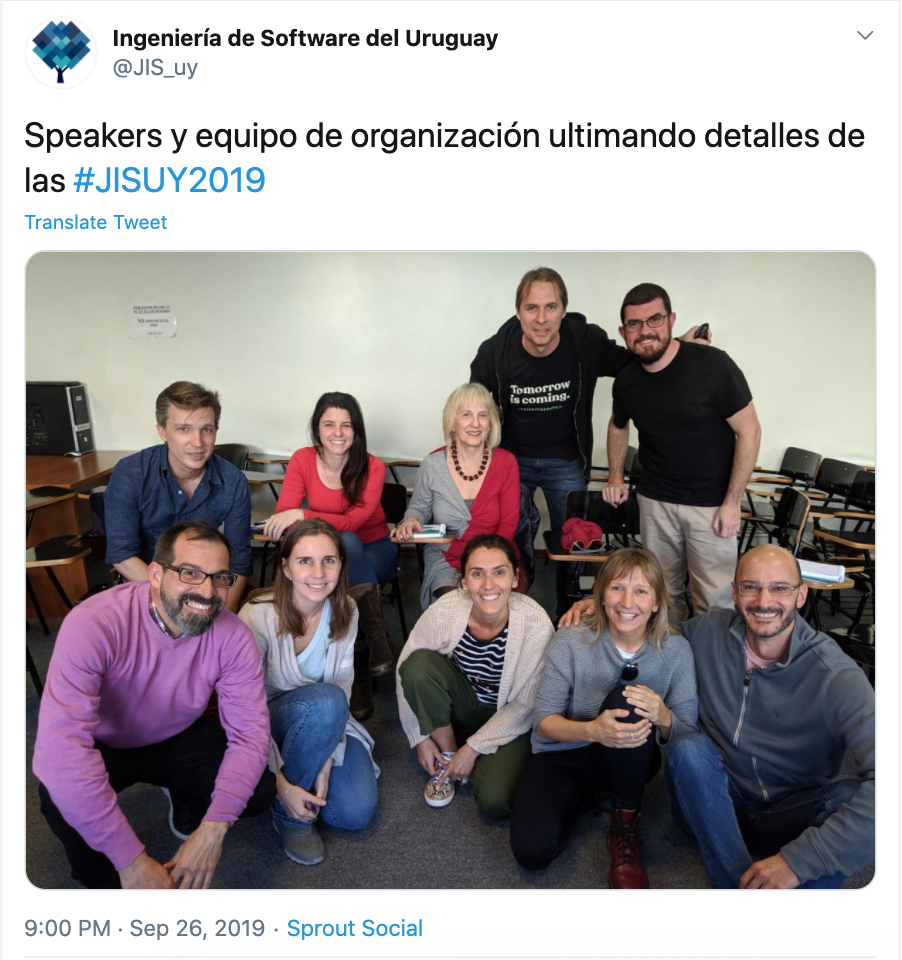 Ingeniería de Software del Uruguay
@JIS_uy
Speakers y equipo de organización ultimando detalles de
las #JISUY2019
Translate Tweet
Tomorrow
is coming.
9:00 PM · Sep 26, 2019 · Sprout Social